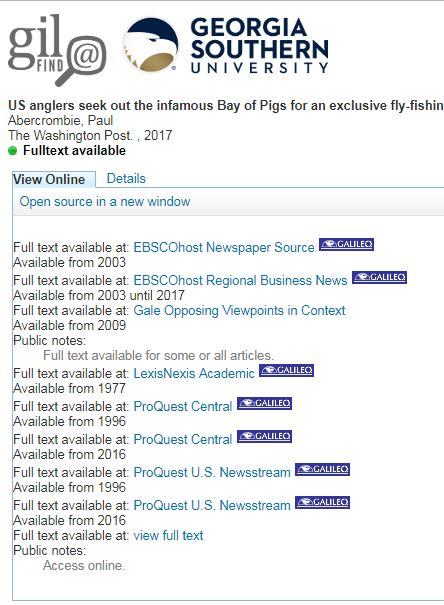 gil
FIND @
GEORGIA
SOUTHERN
UNIVERSITY
US anglers seek out the infamous Bay of Pigs for an exclusive fly-fishin
Abercrombie, Paul
The Washington Post. , 2017
Fulltext available
View Online Details
Open source in a new window
Full text available at: EBSCOhost Newspaper Source GALILEO
Available from 2003
Full text available at: EBSCOhost Regional Business News GALILEO
Available from 2003 until 2017
Full text available at: Gale Opposing Viewpoints in Context
Available from 2009
Public notes:
Full text available for some or all articles.
Full text available at: LexisNexis Academic GALILEO
Available from 1977
Full text available at: ProQuest Central GALILEO
Available from 1996
Full text available at: ProQuest Central GALILEO
Available from 2016
Full text available at: ProQuest U.S. Newsstream GALILEO
Available from 1996
Full text available at: ProQuest U.S. Newsstream GALILEO
Available from 2016
Full text available at: view full text
Public notes:
Access online.